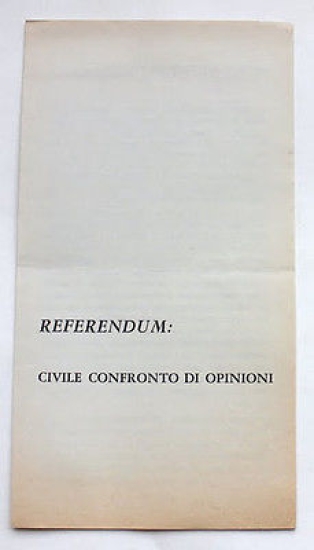 REFERENDUM:
CIVILE CONFRONTO DI OPINIONI